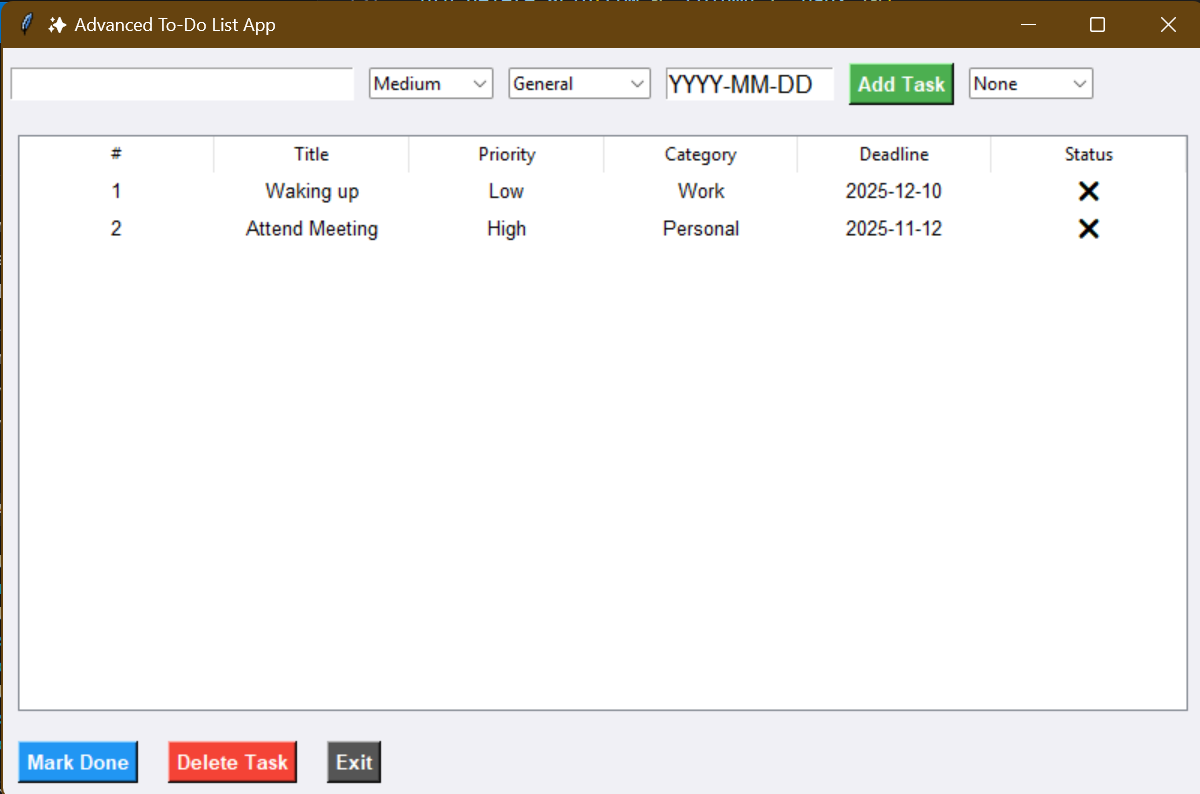 ✨ Advanced To-Do List App
Medium General YYYY-MM-DD Add Task None
# Title Priority Category Deadline Status
1 Waking up Low Work 2025-12-10 ❌
2 Attend Meeting High Personal 2025-11-12 ❌
Mark Done Delete Task Exit